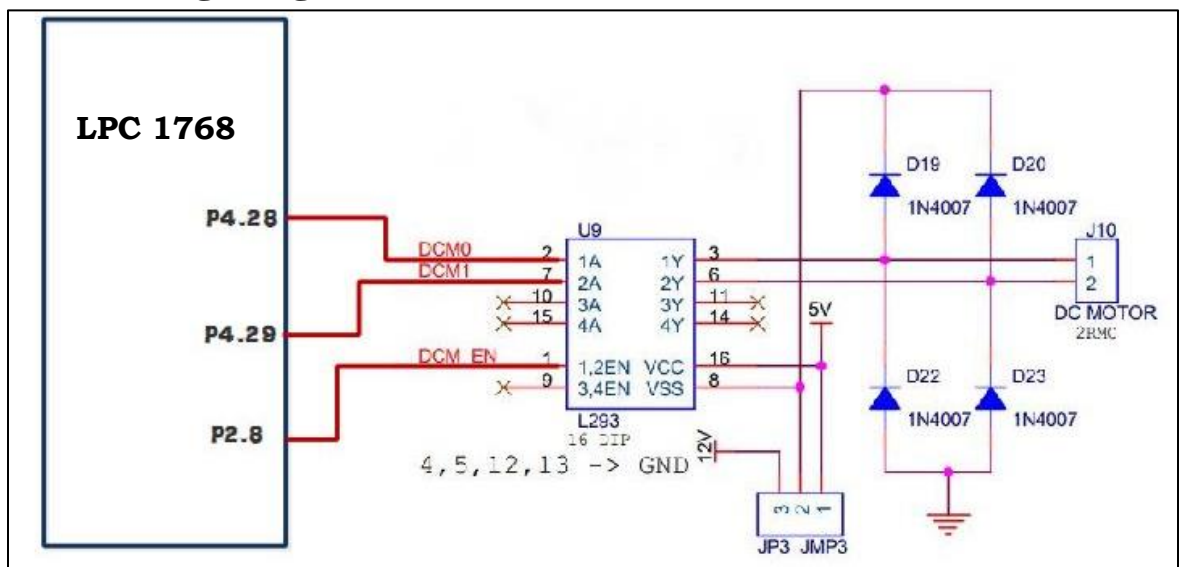 LPC 1768
P4.28
P4.29
P2.8
DCM0
DCM1
DCM EN
U9
2 1A 1Y 3
7 2A 2Y 6
10 3A 3Y 11
15 4A 4Y 14
1 1,2EN VCC 16
9 3,4EN VSS 8
L293
16 DIP
4,5,12,13 -> GND
5V
12V
3 2 1
JP3 JMP3
D19
1N4007
D20
1N4007
D22
1N4007
D23
1N4007
J10
1
2
DC MOTOR
2RMC